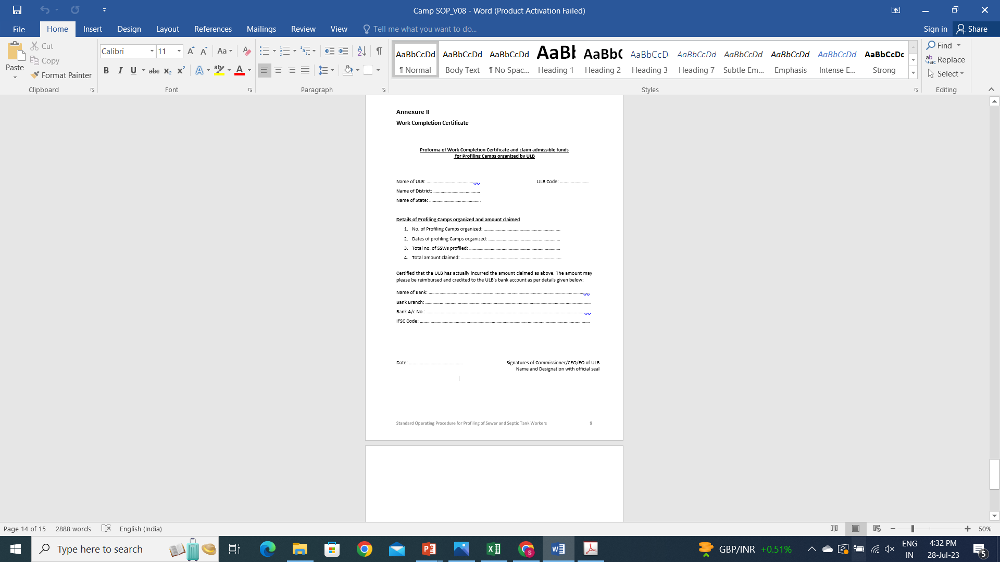 Camp SOP_V08 - Word (Product Activation Failed)
File Home Insert Design Layout References Mailings Review View Tell me what you want to do... Sign in Share
Paste Cut
Copy
Format Painter
Clipboard
Calibri 11
Font
Paragraph
AaBbCcDd AaBbCcDd AaBbCcDd AaBb AaBbC AaBbCcD AaBbCcDd AaBbCcDd AaBbCcDd AaBbCcDd AaBbCcDc
¶ Normal Body Text ¶ No Spac... Heading 1 Heading 2 Heading 3 Heading 7 Subtle Em... Emphasis Intense E... Strong
Styles
Find
Replace
Select
Editing
Annexure II
Work Completion Certificate
Proforma of Work Completion Certificate and claim admissible funds
for Profiling Camps organized by ULB
Name of ULB: ........................................ ULB Code: ........................
Name of District: .......................................
Name of State: ...........................................
Details of Profiling Camps organized and amount claimed
1. No. of Profiling Camps organized: ................................................................
2. Dates of profiling Camps organized: ............................................................
3. Total no. of SSWs profiled: ............................................................................
4. Total amount claimed: ....................................................................................
Certified that the ULB has actually incurred the amount claimed as above. The amount may
please be reimbursed and credited to the ULB's bank account as per details given below:
Name of Bank: ......................................................................................................
Bank Branch: ........................................................................................................
Bank A/c No.: .......................................................................................................
IFSC Code: ............................................................................................................
Date: ............................................. Signatures of Commissioner/CEO/EO of ULB
Name and Designation with official seal
Standard Operating Procedure for Profiling of Sewer and Septic Tank Workers 9
Page 14 of 15 2888 words English (India) 50%
Type here to search GBP/INR +0.51% ENG IN 4:32 PM 28-Jul-23 5